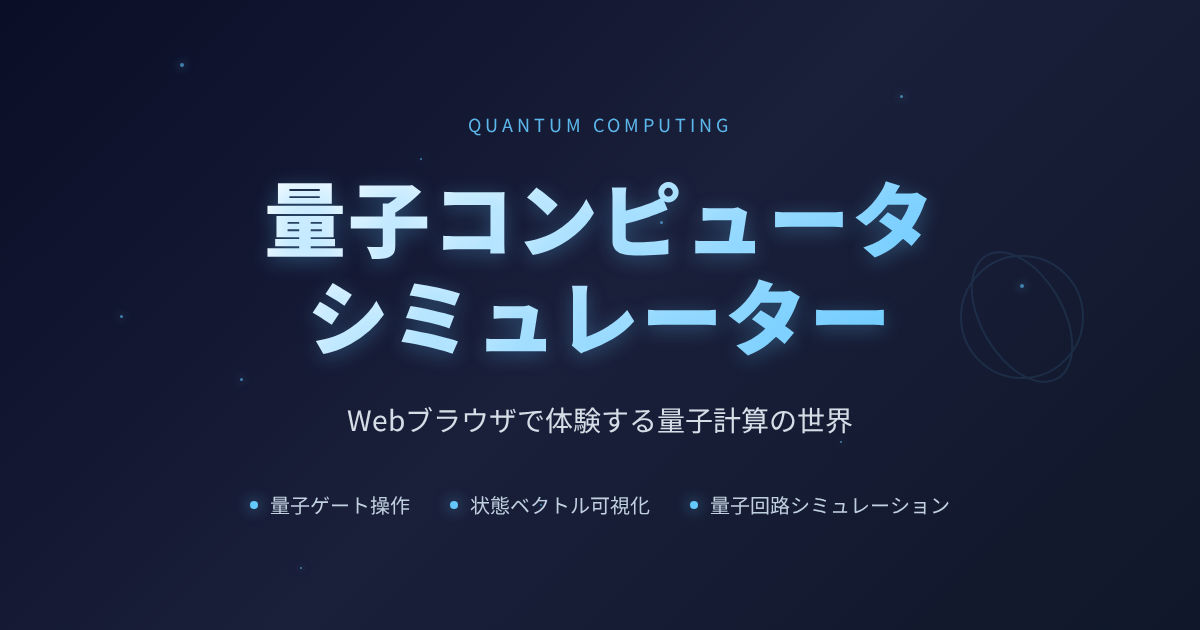 QUANTUM COMPUTING
量子コンピュータ
シミュレーター
Webブラウザで体験する量子計算の世界
量子ゲート操作 状態ベクトル可視化 量子回路シミュレーション